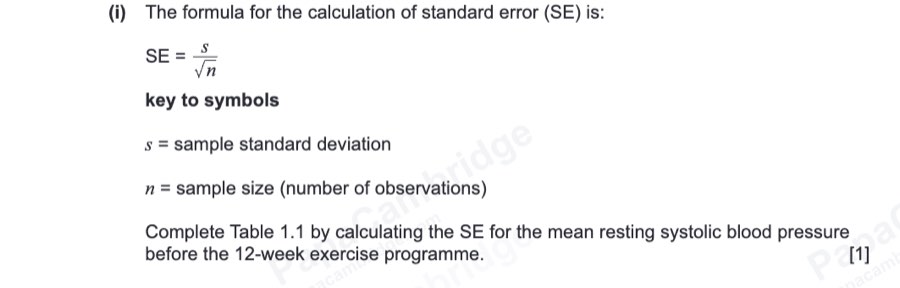 (i) The formula for the calculation of standard error (SE) is:
SE = s/√n
key to symbols
s = sample standard deviation
n = sample size (number of observations)
Complete Table 1.1 by calculating the SE for the mean resting systolic blood pressure
before the 12-week exercise programme. [1]